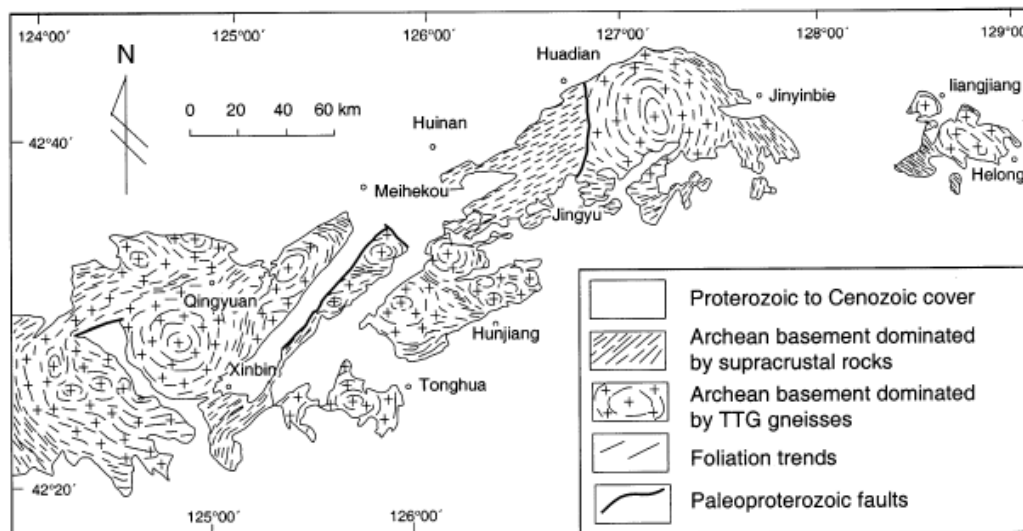 124°00′ 125°00′ 126°00′ 127°00′ 128°00′ 129°00′
N
0 20 40 60 km
Huadian
Jinyinbie
liangjiang
Huinan
42°40′
Helong
Meihekou
Jingyu
Qingyuan
Hunjiang
Xinbin
Tonghua
42°20′
125°00′ 126°00′
Proterozoic to Cenozoic cover
Archean basement dominated
by supracrustal rocks
Archean basement dominated
by TTG gneisses
Foliation trends
Paleoproterozoic faults